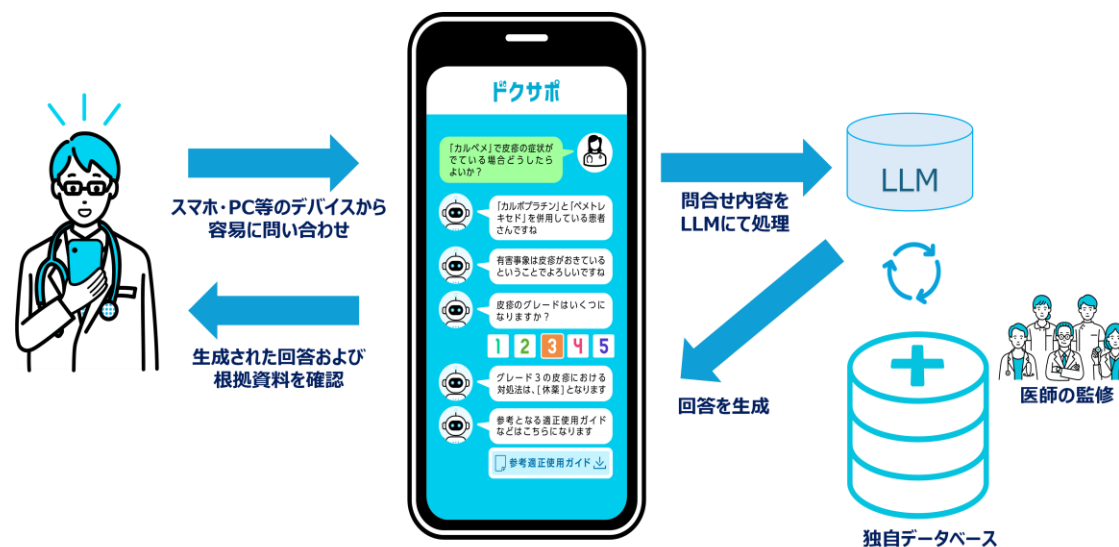 ドクサポ
「カルペメ」で皮疹の症状が
でている場合どうしたら
よいか？
「カルボプラチン」と「ペメトレ
キセド」を併用している患者
さんですね
有害事象は皮疹がおきている
ということでよろしいですね
皮疹のグレードはいくつに
なりますか？
1 2 3 4 5
グレード3の皮疹における
対処法は、[休薬]となります
参考となる適正使用ガイド
などはこちらになります
参考適正使用ガイド
スマホ・PC等のデバイスから
容易に問い合わせ
生成された回答および
根拠資料を確認
問合せ内容を
LLMにて処理
回答を生成
LLM
医師の監修
独自データベース